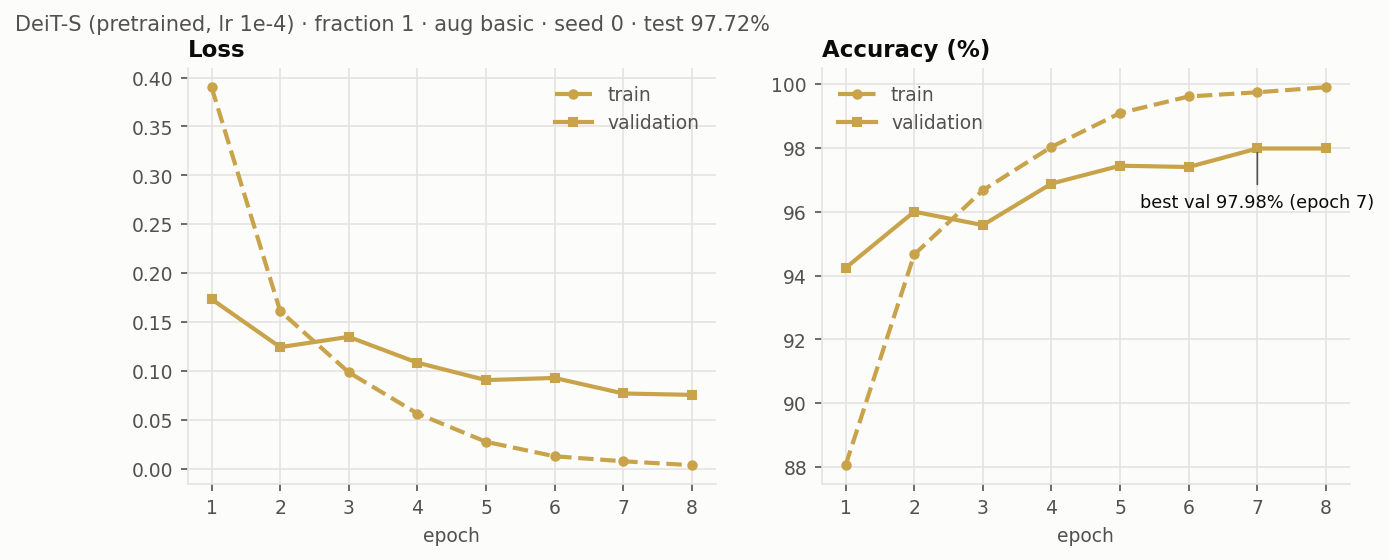 DeiT-S (pretrained, lr 1e-4) · fraction 1 · aug basic · seed 0 · test 97.72%
Loss
0.40
0.35
0.30
0.25
0.20
0.15
0.10
0.05
0.00
train
validation
1 2 3 4 5 6 7 8
epoch
Accuracy (%)
100
98
96
94
92
90
88
train
validation
best val 97.98% (epoch 7)
1 2 3 4 5 6 7 8
epoch